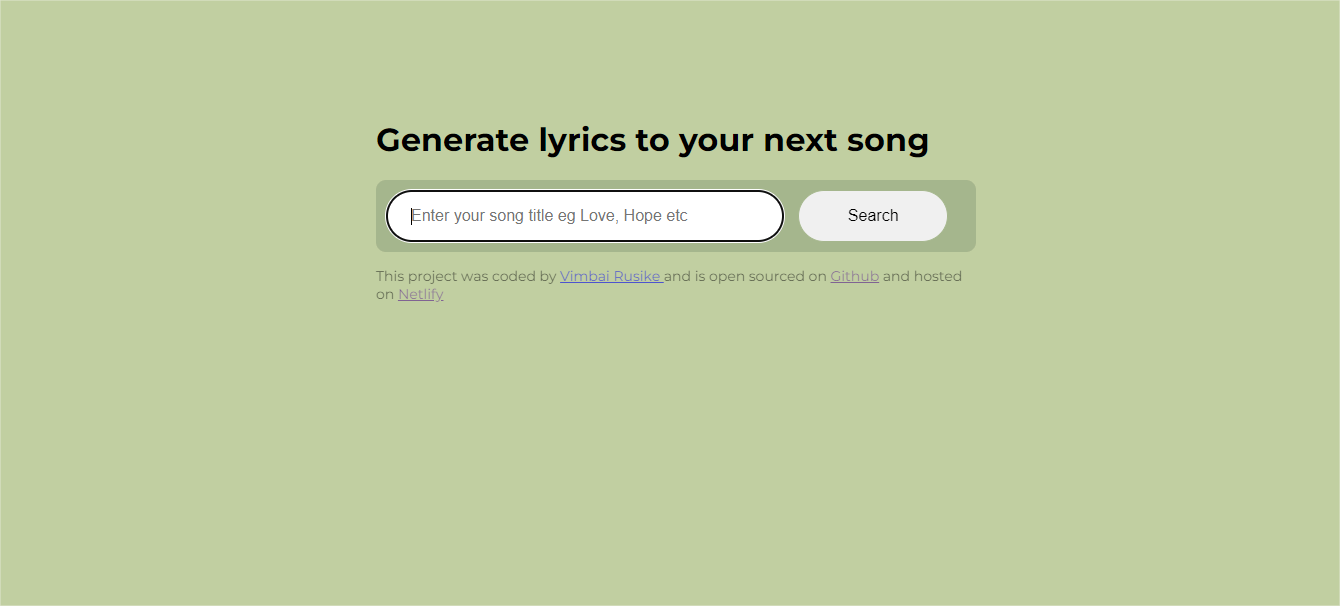 Generate lyrics to your next song
Enter your song title eg Love, Hope etc
Search
This project was coded by Vimbai Rusike and is open sourced on Github and hosted
on Netlify